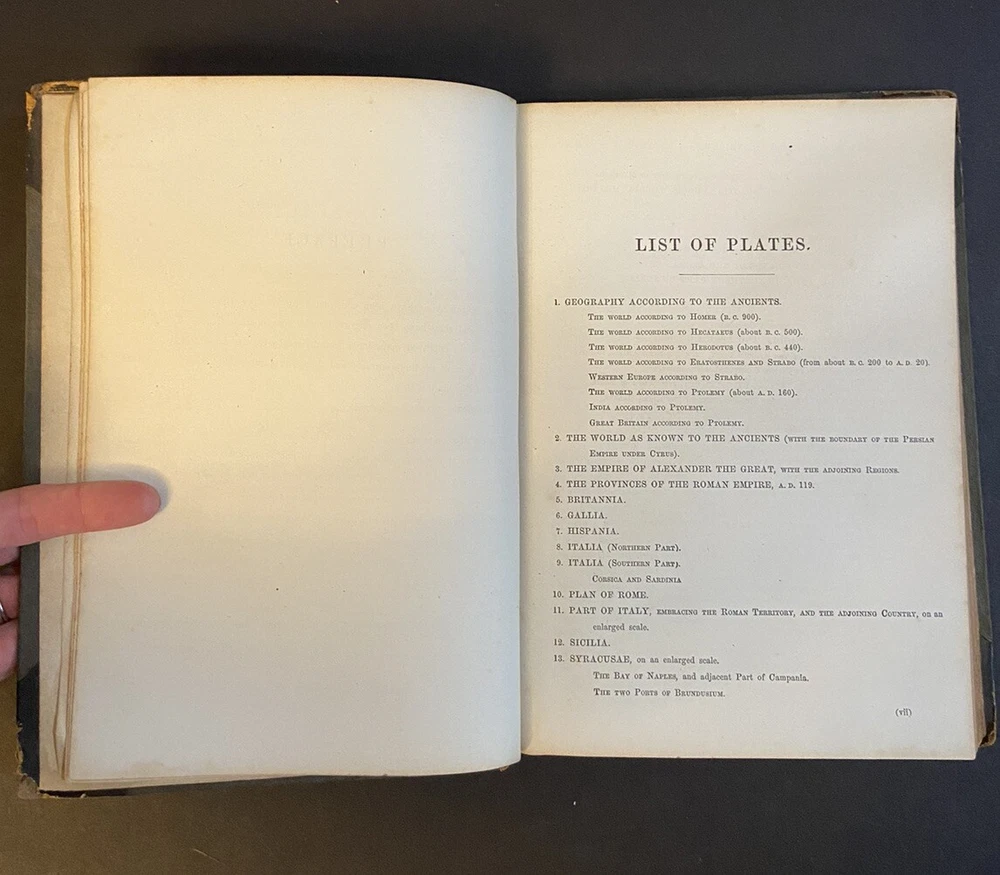 LIST OF PLATES.
1. GEOGRAPHY ACCORDING TO THE ANCIENTS.
THE WORLD ACCORDING TO HOMER (B. C. 900).
THE WORLD ACCORDING TO HECATAEUS (about B. C. 500).
THE WORLD ACCORDING TO HERODOTUS (about B. C. 440).
THE WORLD ACCORDING TO ERATOSTHENES AND STRABO (from about B. C. 200 to A. D. 20).
WESTERN EUROPE ACCORDING TO STRABO.
THE WORLD ACCORDING TO PTOLEMY (about A. D. 160).
INDIA ACCORDING TO PTOLEMY.
GREAT BRITAIN ACCORDING TO PTOLEMY.
2. THE WORLD AS KNOWN TO THE ANCIENTS (WITH THE BOUNDARY OF THE PERSIAN
EMPIRE UNDER CYRUS).
3. THE EMPIRE OF ALEXANDER THE GREAT, WITH THE ADJOINING REGIONS.
4. THE PROVINCES OF THE ROMAN EMPIRE, A. D. 119.
5. BRITANNIA.
6. GALLIA.
7. HISPANIA.
8. ITALIA (NORTHERN PART).
9. ITALIA (SOUTHERN PART).
CORSICA AND SARDINIA
10. PLAN OF ROME.
11. PART OF ITALY, EMBRACING THE ROMAN TERRITORY, AND THE ADJOINING COUNTRY, on an
enlarged scale.
12. SICILIA.
13. SYRACUSAE, on an enlarged scale.
THE BAY OF NAPLES, and adjacent Part of Campania.
THE TWO PORTS OF BRUNDUSIUM.
(vii)